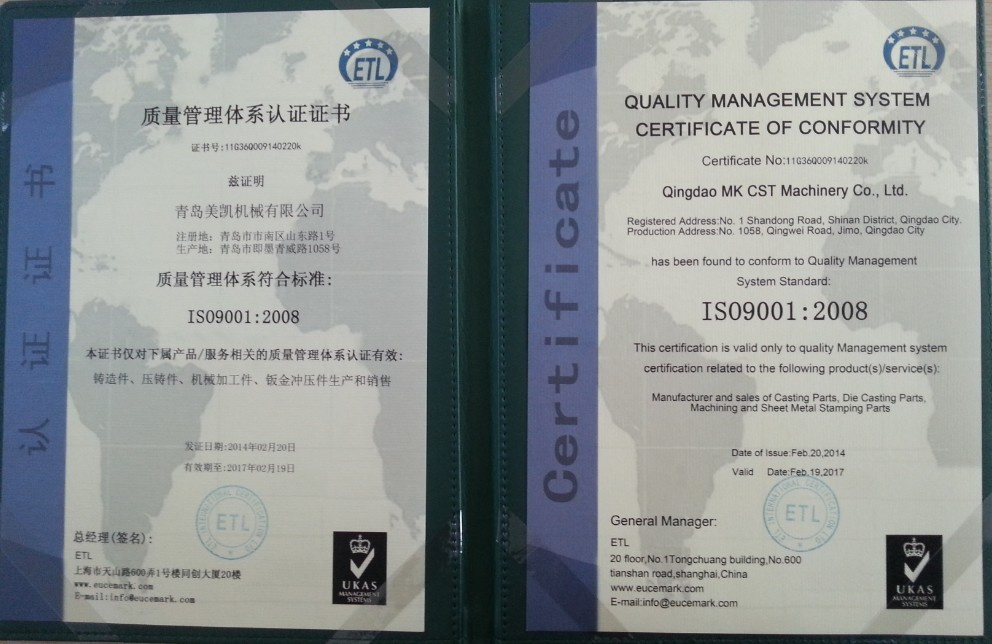 认证证书
ETL
质量管理体系认证证书
证书号:11G360009140220k
兹证明
青岛美凯机械有限公司
注册地: 青岛市市南区山东路1号
生产地: 青岛市即墨青威路1058号
质量管理体系符合标准:
ISO9001:2008
本证书仅对下属产品/服务相关的质量管理体系认证有效:
铸造件、压铸件、机械加工件、钣金冲压件生产和销售
发证日期:2014年02月20日
有效期至:2017年02月19日
ETL
总经理(签名):
ETL
上海市天山路600弄1号楼同创大厦20楼
www.eucemark.com
E-mail:info@eucemark.com
UKAS
MANAGEMENT
SYSTEMS
Certificate
ETL
QUALITY MANAGEMENT SYSTEM
CERTIFICATE OF CONFORMITY
Certificate No:11G360009140220k
Qingdao MK CST Machinery Co., Ltd.
Registered Address:No. 1 Shandong Road, Shinan District, Qingdao City.
Production Address:No. 1058, Qingwei Road, Jimo, Qingdao City
has been found to conform to Quality Management
System Standard:
ISO9001:2008
This certification is valid only to quality Management system
certification related to the following product(s)/service(s):
Manufacturer and sales of Casting Parts, Die Casting Parts,
Machining and Sheet Metal Stamping Parts
Date of Issue:Feb.20,2014
Valid Date:Feb.19,2017
ETL
General Manager:
ETL
20 floor,No.1Tongchuang building,No.600
tianshan road,shanghai,China
www.eucemark.com
E-mail:info@eucemark.com
UKAS
MANAGEMENT
SYSTEMS